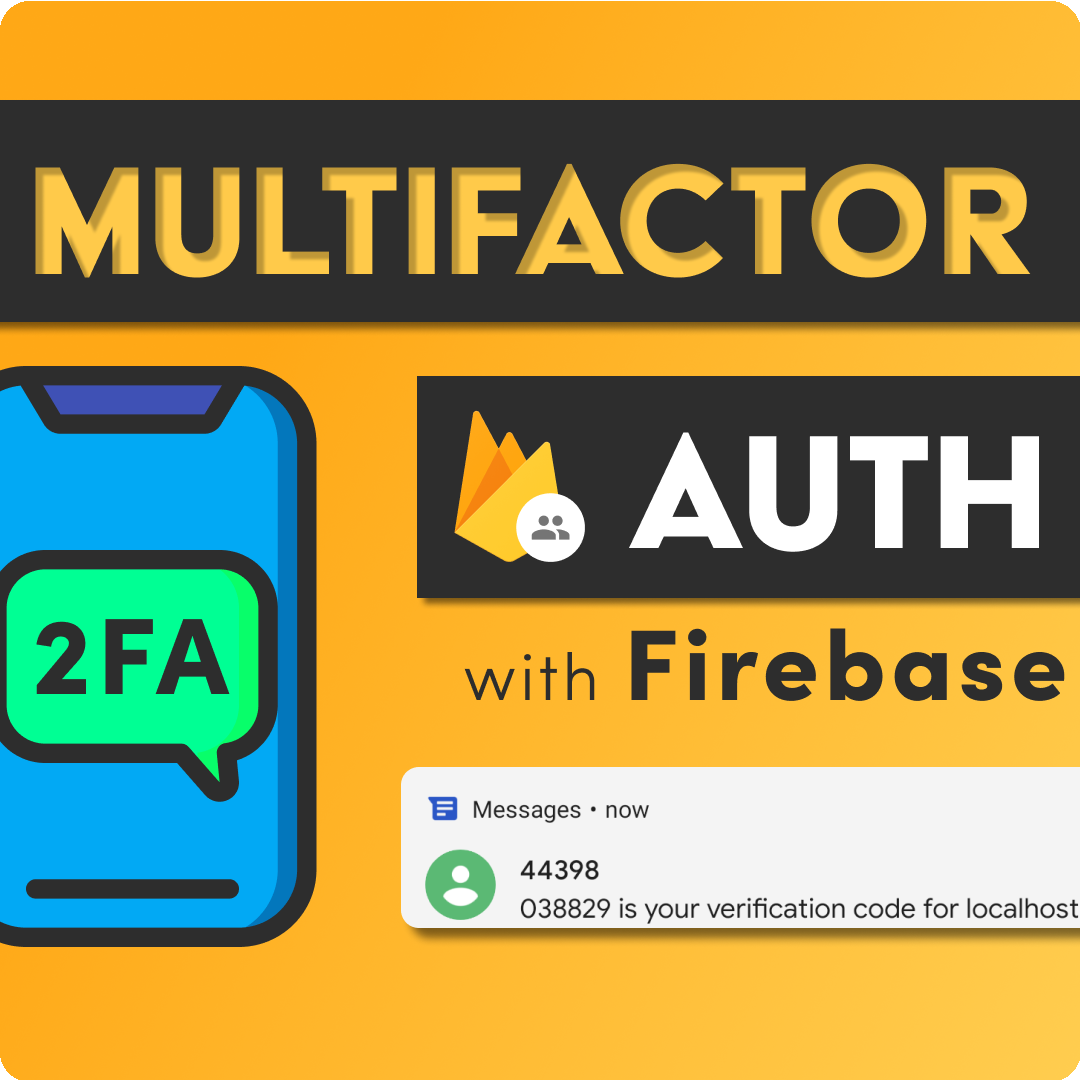 MULTIFACTOR
AUTH
with Firebase
2FA
Messages • now
44398
038829 is your verification code for localhost